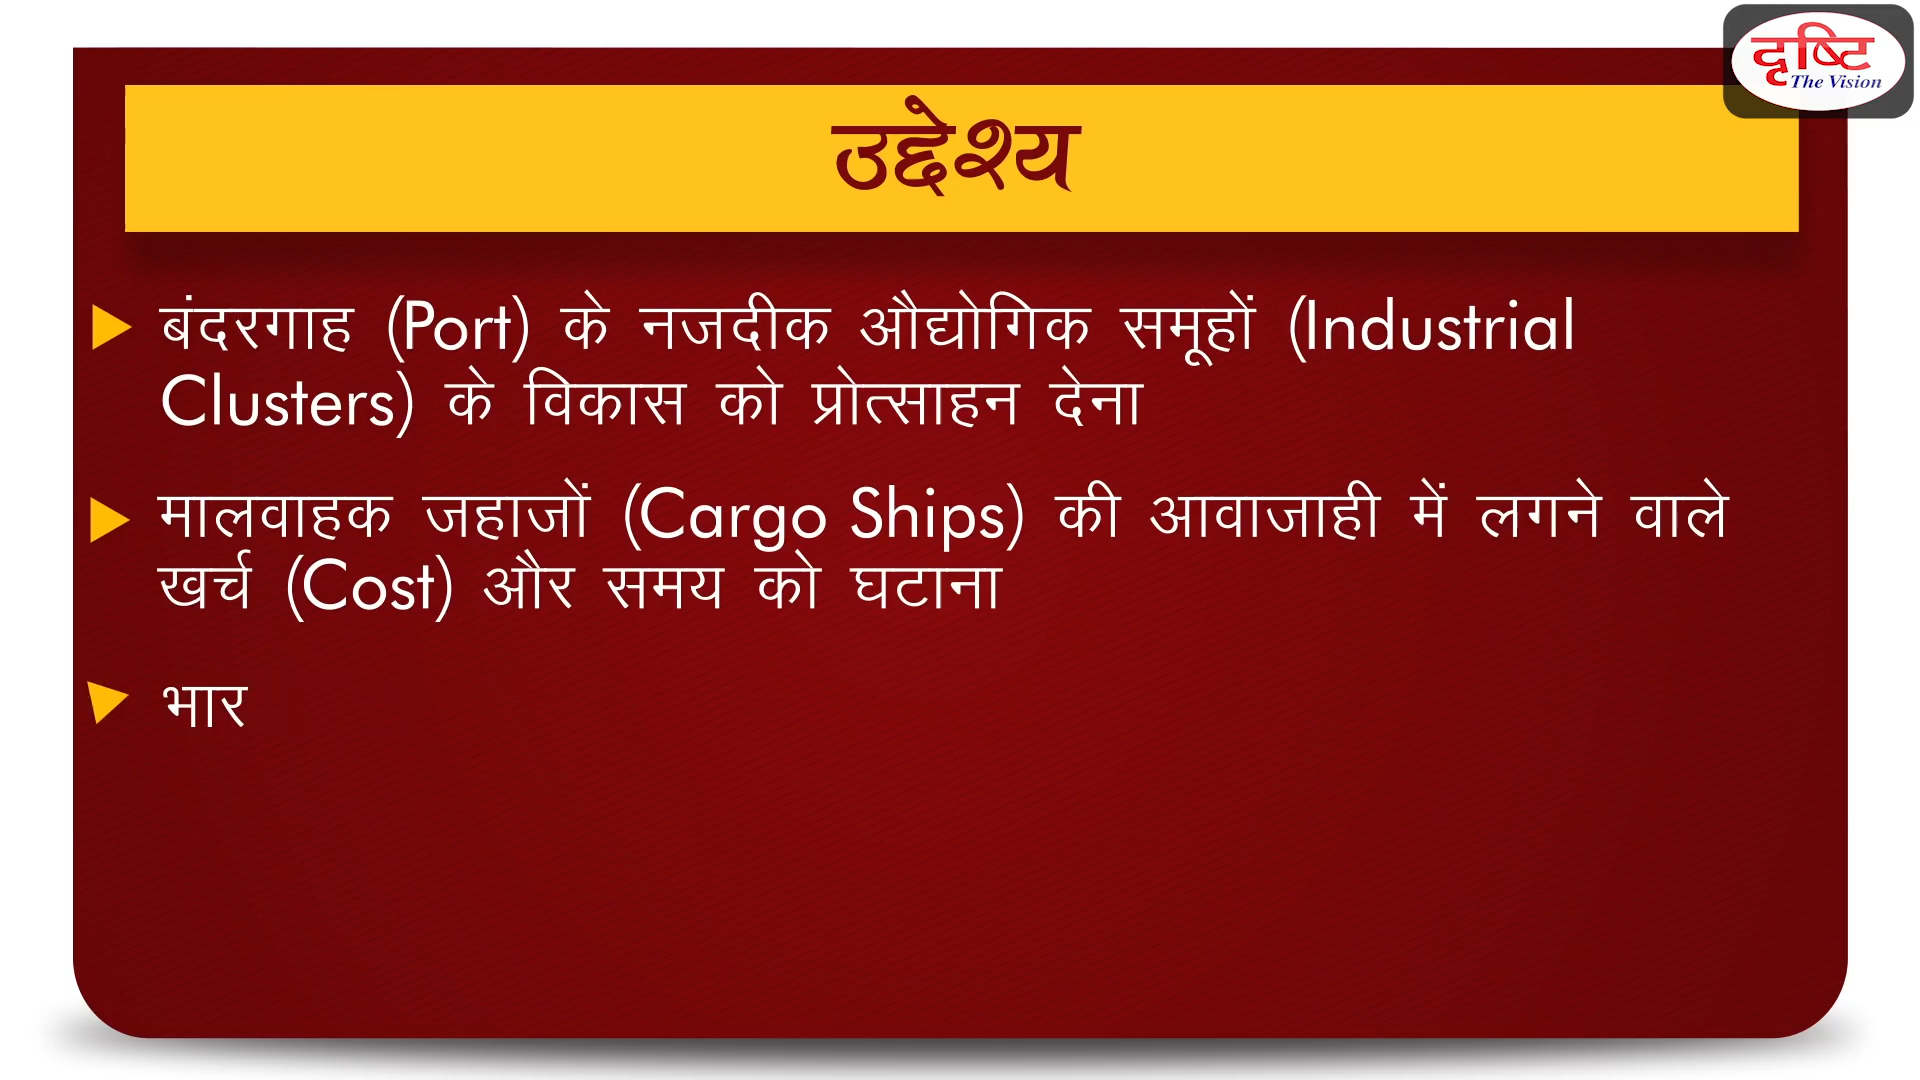 दृष्टि
The Vision
उद्देश्य
बंदरगाह (Port) के नजदीक औद्योगिक समूहों (Industrial
Clusters) के विकास को प्रोत्साहन देना
मालवाहक जहाजों (Cargo Ships) की आवाजाही में लगने वाले
खर्च (Cost) और समय को घटाना
भार